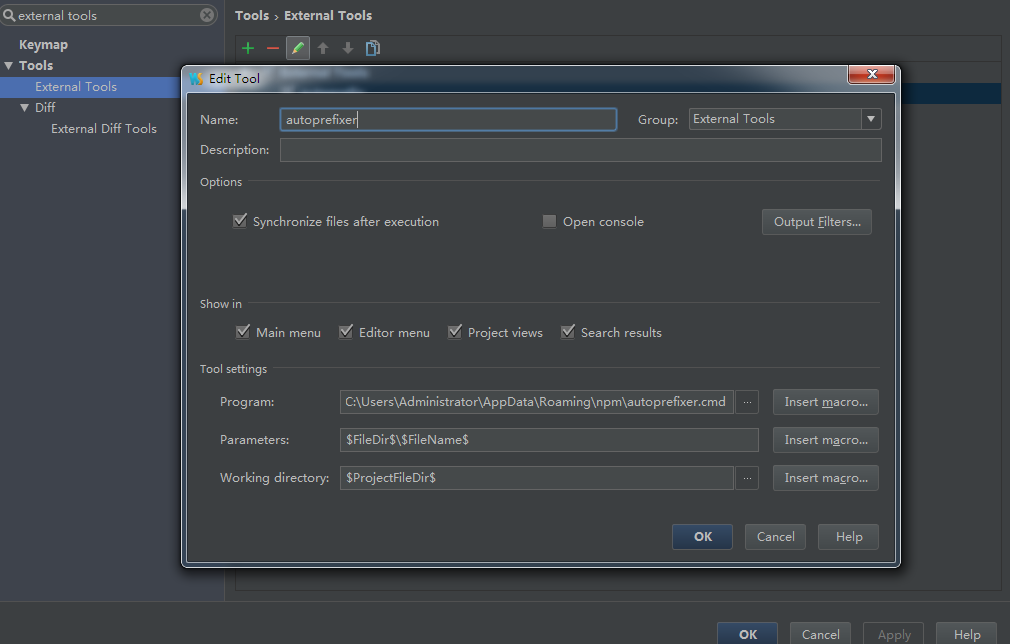 external tools
Tools › External Tools
Keymap
Tools
External Tools
Diff
External Diff Tools
Edit Tool
Name: autoprefixer Group: External Tools
Description:
Options
Synchronize files after execution Open console Output Filters...
Show in
Main menu Editor menu Project views Search results
Tool settings
Program: C:\Users\Administrator\AppData\Roaming\npm\autoprefixer.cmd ... Insert macro...
Parameters: $FileDir$\$FileName$ Insert macro...
Working directory: $ProjectFileDir$ ... Insert macro...
OK Cancel Help
OK Cancel Apply Help